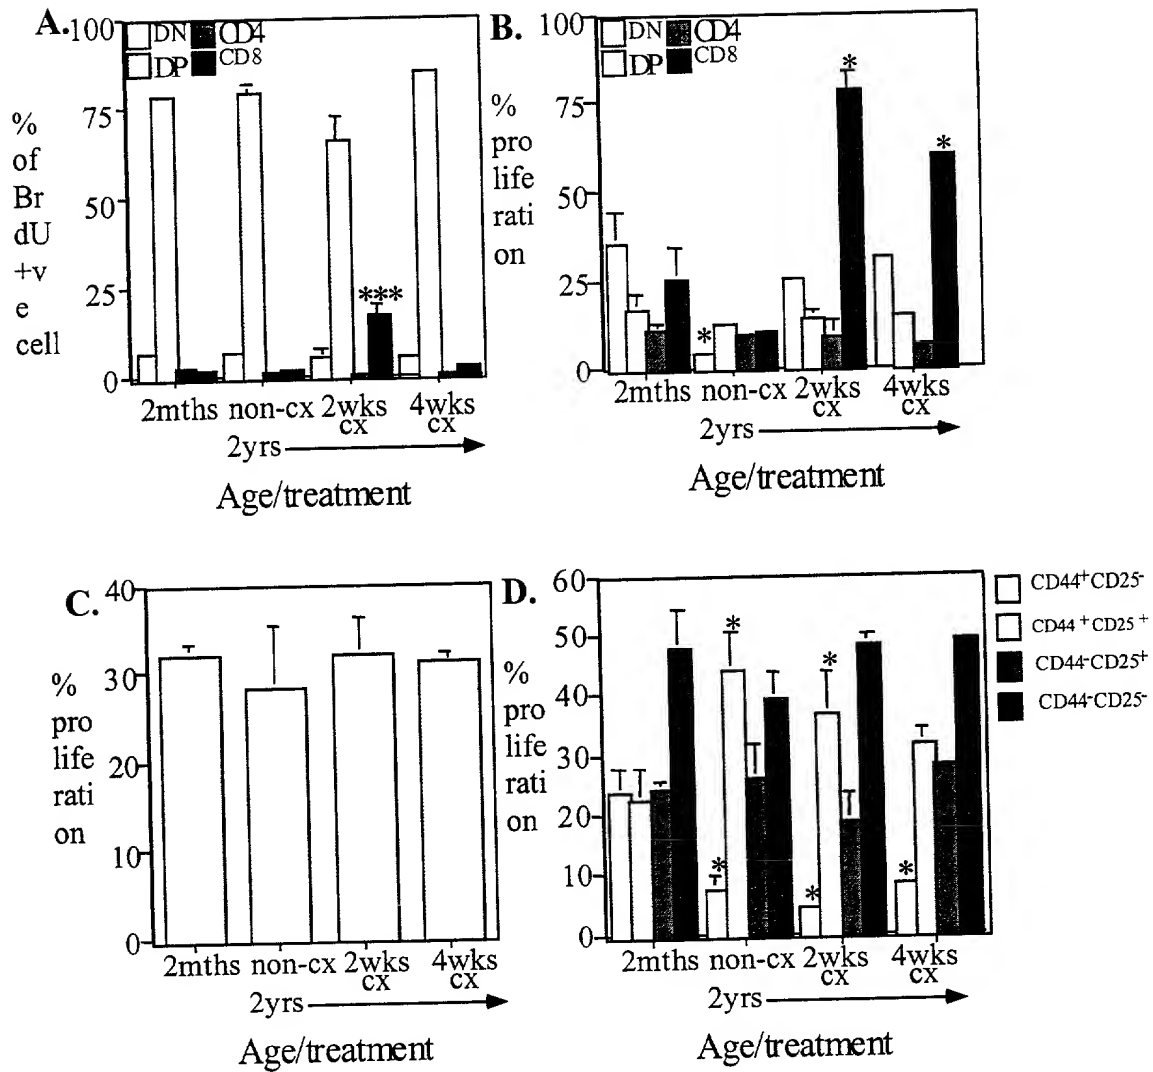 A.
100
DN
CD4
DP
CD8
75
50
25
0
%
of
Br
dU
+v
e
cell
***
2mths
non-cx
2wks
cx
4wks
cx
2yrs
Age/treatment
B.
100
DN
CD4
DP
CD8
75
50
25
0
%
pro
life
rati
on
*
*
*
2mths
non-cx
2wks
cx
4wks
cx
2yrs
Age/treatment
C.
40
30
20
10
0
%
pro
life
rati
on
2mths
non-cx
2wks
cx
4wks
cx
2yrs
Age/treatment
D.
60
50
40
30
20
10
0
%
pro
life
rati
on
*
*
*
*
*
2mths
non-cx
2wks
cx
4wks
cx
2yrs
Age/treatment
CD44⁺CD25⁻
CD44⁺CD25⁺
CD44⁻CD25⁺
CD44⁻CD25⁻